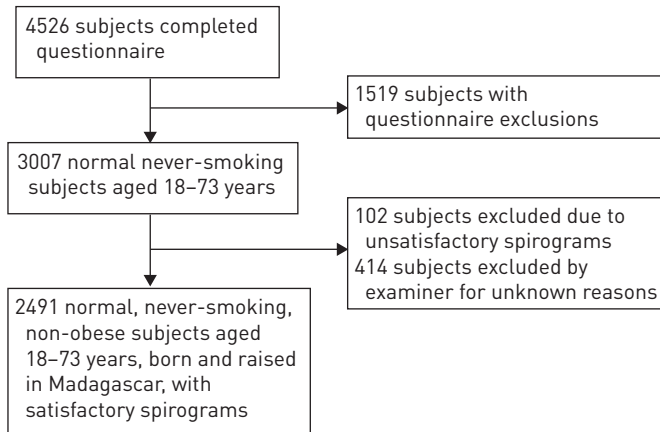 4526 subjects completed
questionnaire
1519 subjects with
questionnaire exclusions
3007 normal never-smoking
subjects aged 18–73 years
102 subjects excluded due to
unsatisfactory spirograms
414 subjects excluded by
examiner for unknown reasons
2491 normal, never-smoking,
non-obese subjects aged
18–73 years, born and raised
in Madagascar, with
satisfactory spirograms